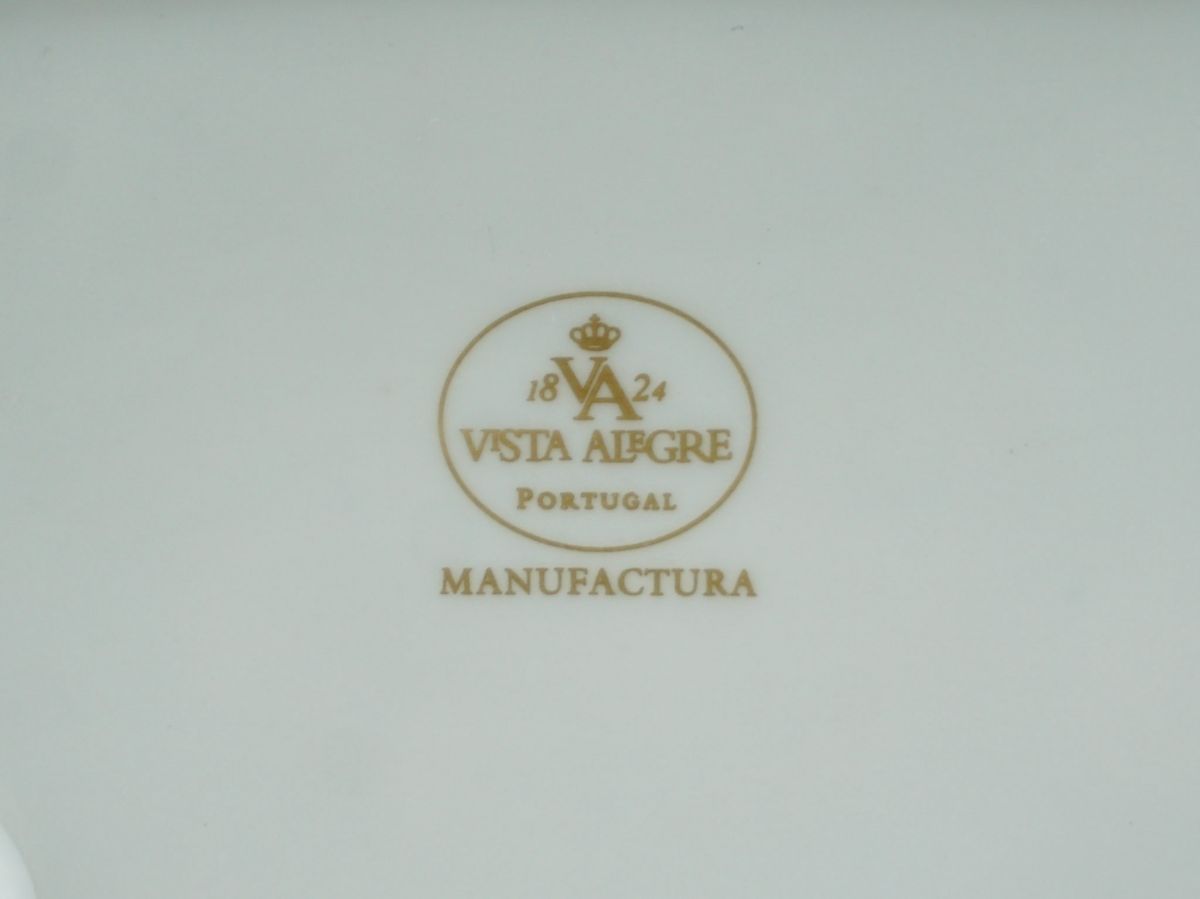 18 VA 24
VISTA ALEGRE
PORTUGAL
MANUFACTURA